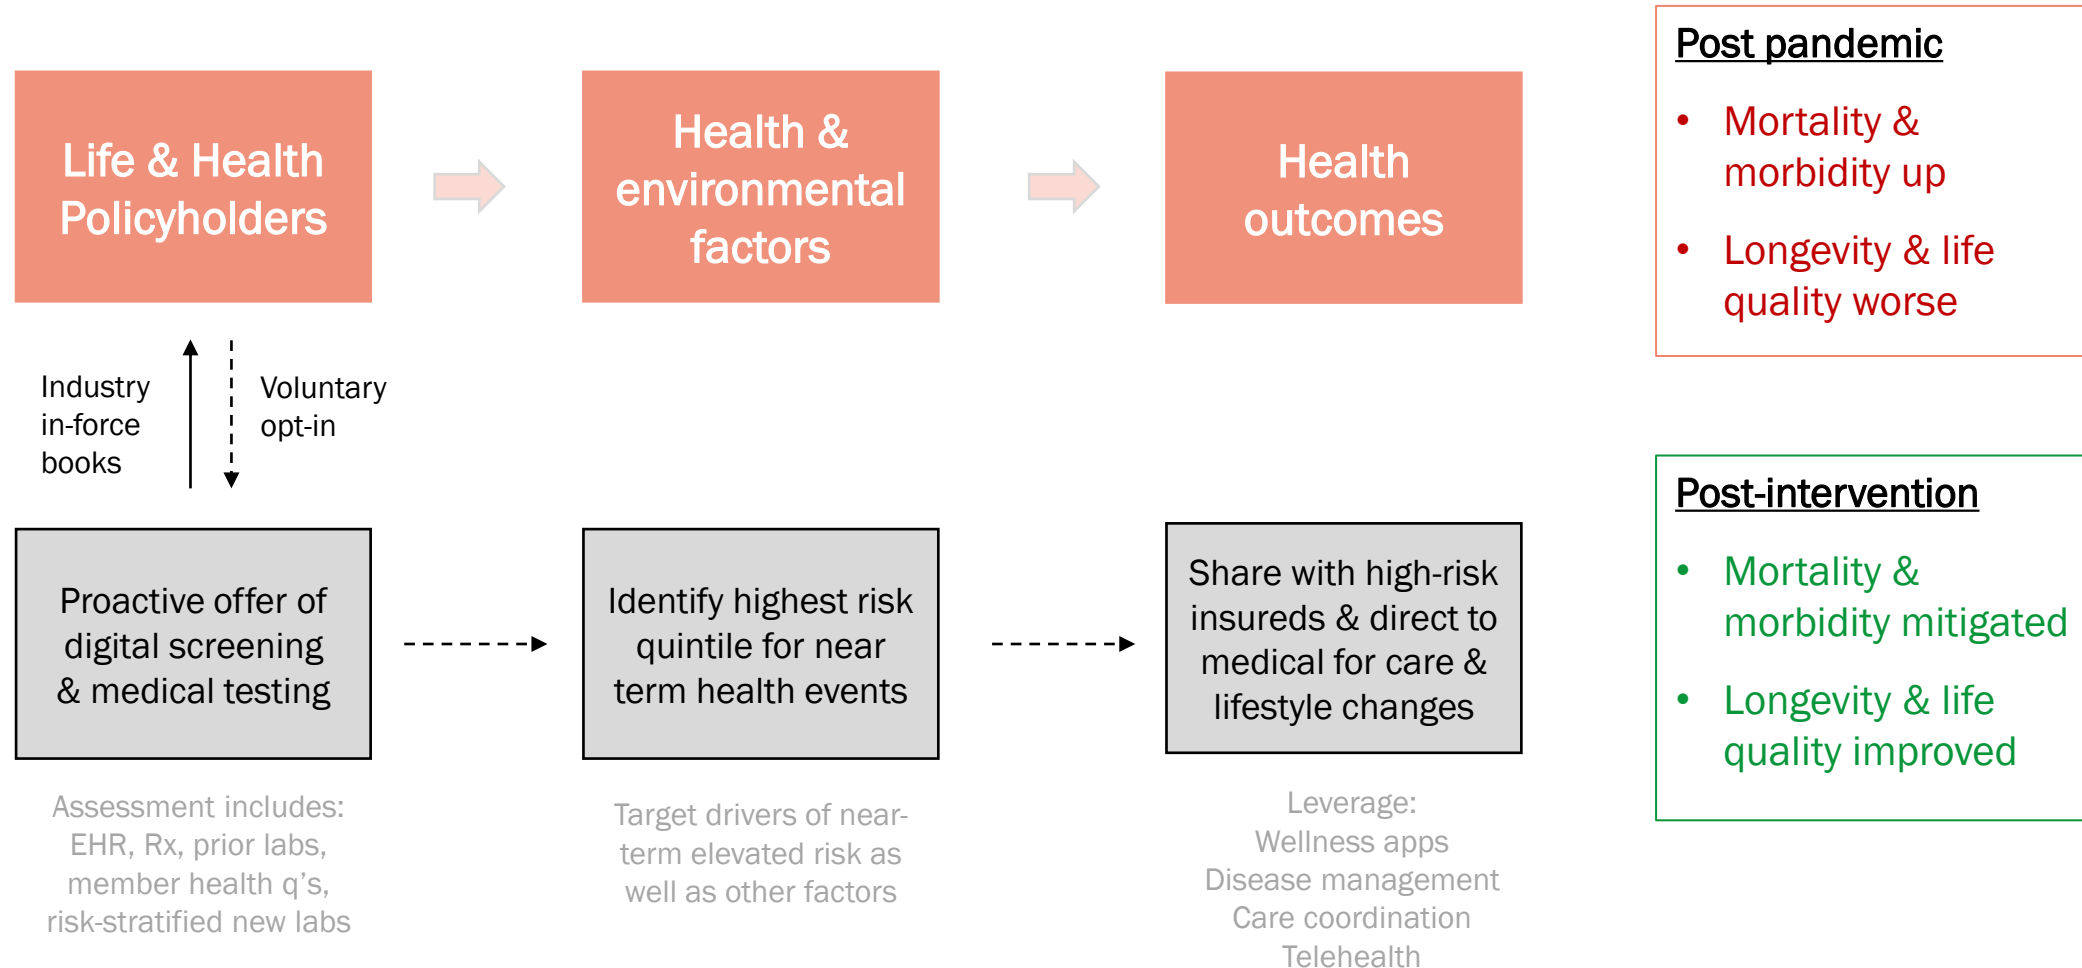 Life & Health
Policyholders
Health &
environmental
factors
Health
outcomes
Post pandemic
• Mortality &
morbidity up
• Longevity & life
quality worse
Industry
in-force
books
Voluntary
opt-in
Proactive offer of
digital screening
& medical testing
Identify highest risk
quintile for near
term health events
Share with high-risk
insureds & direct to
medical for care &
lifestyle changes
Post-intervention
• Mortality &
morbidity mitigated
• Longevity & life
quality improved
Assessment includes:
EHR, Rx, prior labs,
member health q's,
risk-stratified new labs
Target drivers of near-
term elevated risk as
well as other factors
Leverage:
Wellness apps
Disease management
Care coordination
Telehealth